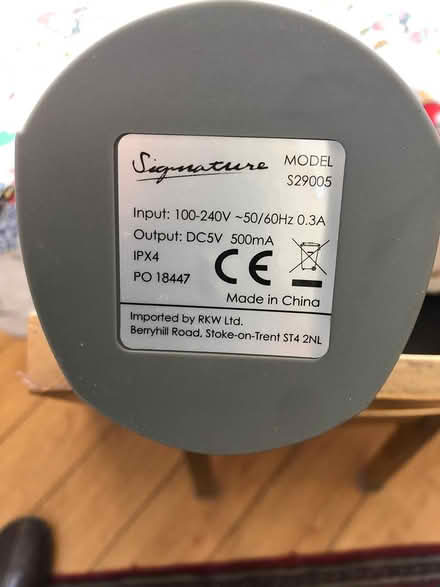 Signature
MODEL
S29005
Input: 100-240V ~50/60Hz 0.3A
Output: DC5V 500mA
IPX4
PO 18447
CE
Made in China
Imported by RKW Ltd.
Berryhill Road, Stoke-on-Trent ST4 2NL